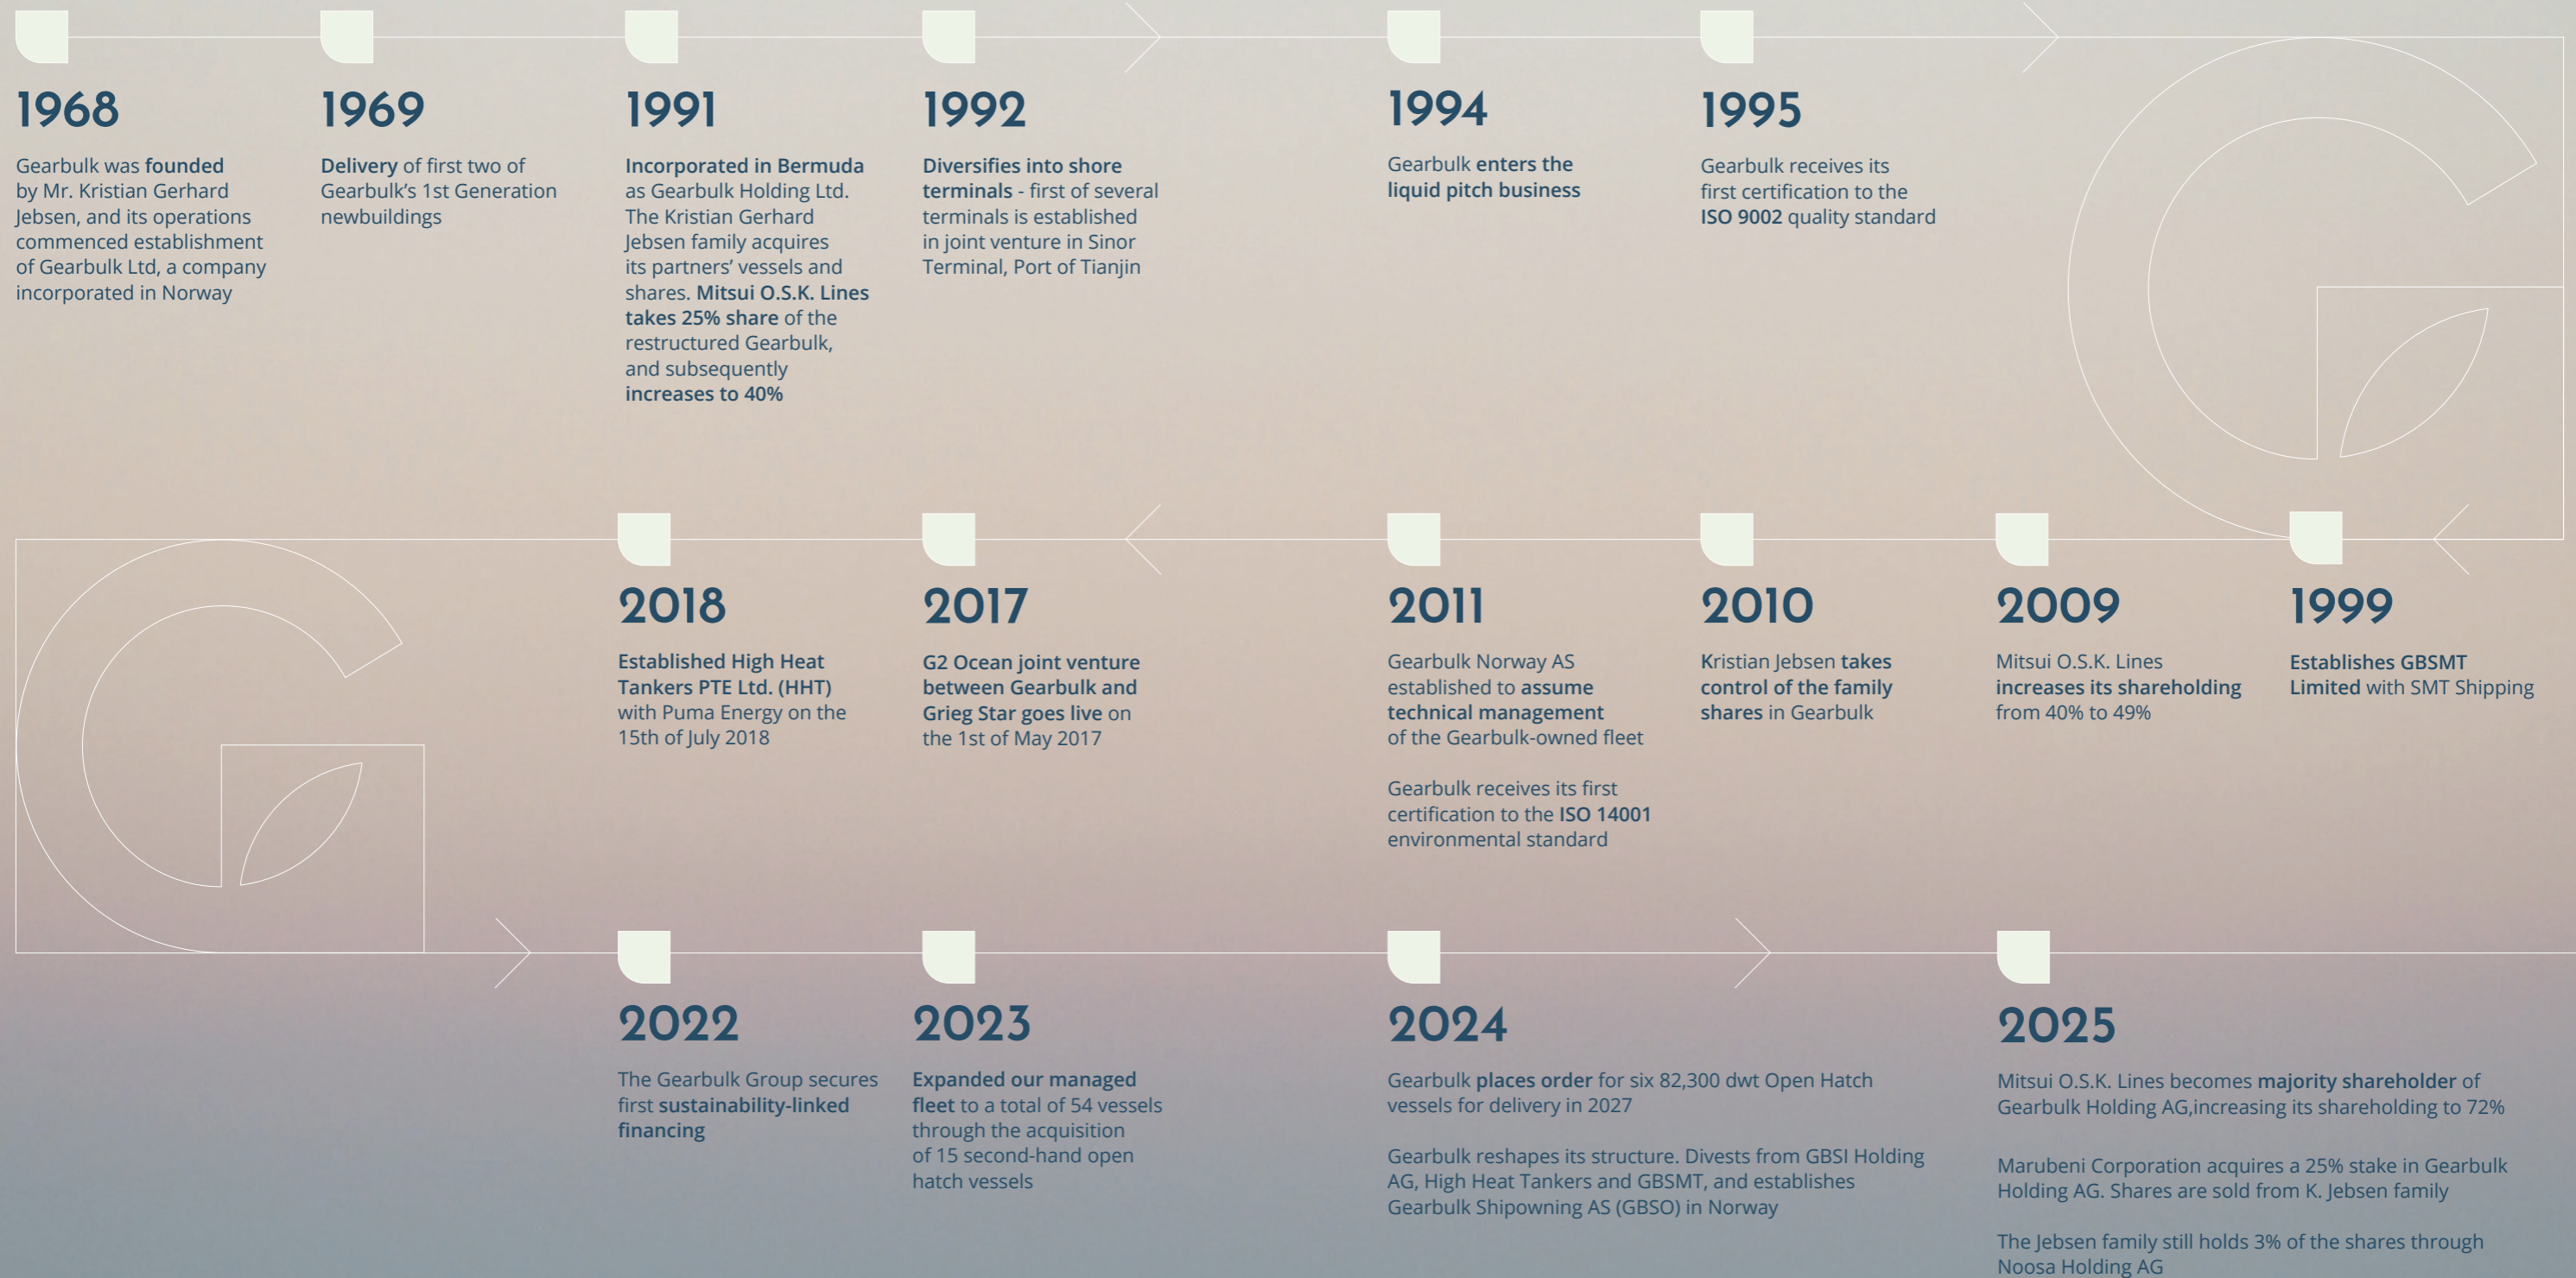 1968
Gearbulk was founded
by Mr. Kristian Gerhard
Jebsen, and its operations
commenced establishment
of Gearbulk Ltd, a company
incorporated in Norway
1969
Delivery of first two of
Gearbulk's 1st Generation
newbuildings
1991
Incorporated in Bermuda
as Gearbulk Holding Ltd.
The Kristian Gerhard
Jebsen family acquires
its partners' vessels and
shares. Mitsui O.S.K. Lines
takes 25% share of the
restructured Gearbulk,
and subsequently
increases to 40%
1992
Diversifies into shore
terminals - first of several
terminals is established
in joint venture in Sinor
Terminal, Port of Tianjin
1994
Gearbulk enters the
liquid pitch business
1995
Gearbulk receives its
first certification to the
ISO 9002 quality standard
1999
Establishes GBSMT
Limited with SMT Shipping
2009
Mitsui O.S.K. Lines
increases its shareholding
from 40% to 49%
2010
Kristian Jebsen takes
control of the family
shares in Gearbulk
2011
Gearbulk Norway AS
established to assume
technical management
of the Gearbulk-owned fleet
Gearbulk receives its first
certification to the ISO 14001
environmental standard
2017
G2 Ocean joint venture
between Gearbulk and
Grieg Star goes live on
the 1st of May 2017
2018
Established High Heat
Tankers PTE Ltd. (HHT)
with Puma Energy on the
15th of July 2018
2022
The Gearbulk Group secures
first sustainability-linked
financing
2023
Expanded our managed
fleet to a total of 54 vessels
through the acquisition
of 15 second-hand open
hatch vessels
2024
Gearbulk places order for six 82,300 dwt Open Hatch
vessels for delivery in 2027
Gearbulk reshapes its structure. Divests from GBSI Holding
AG, High Heat Tankers and GBSMT, and establishes
Gearbulk Shipowning AS (GBSO) in Norway
2025
Mitsui O.S.K. Lines becomes majority shareholder of
Gearbulk Holding AG,increasing its shareholding to 72%
Marubeni Corporation acquires a 25% stake in Gearbulk
Holding AG. Shares are sold from K. Jebsen family
The Jebsen family still holds 3% of the shares through
Noosa Holding AG